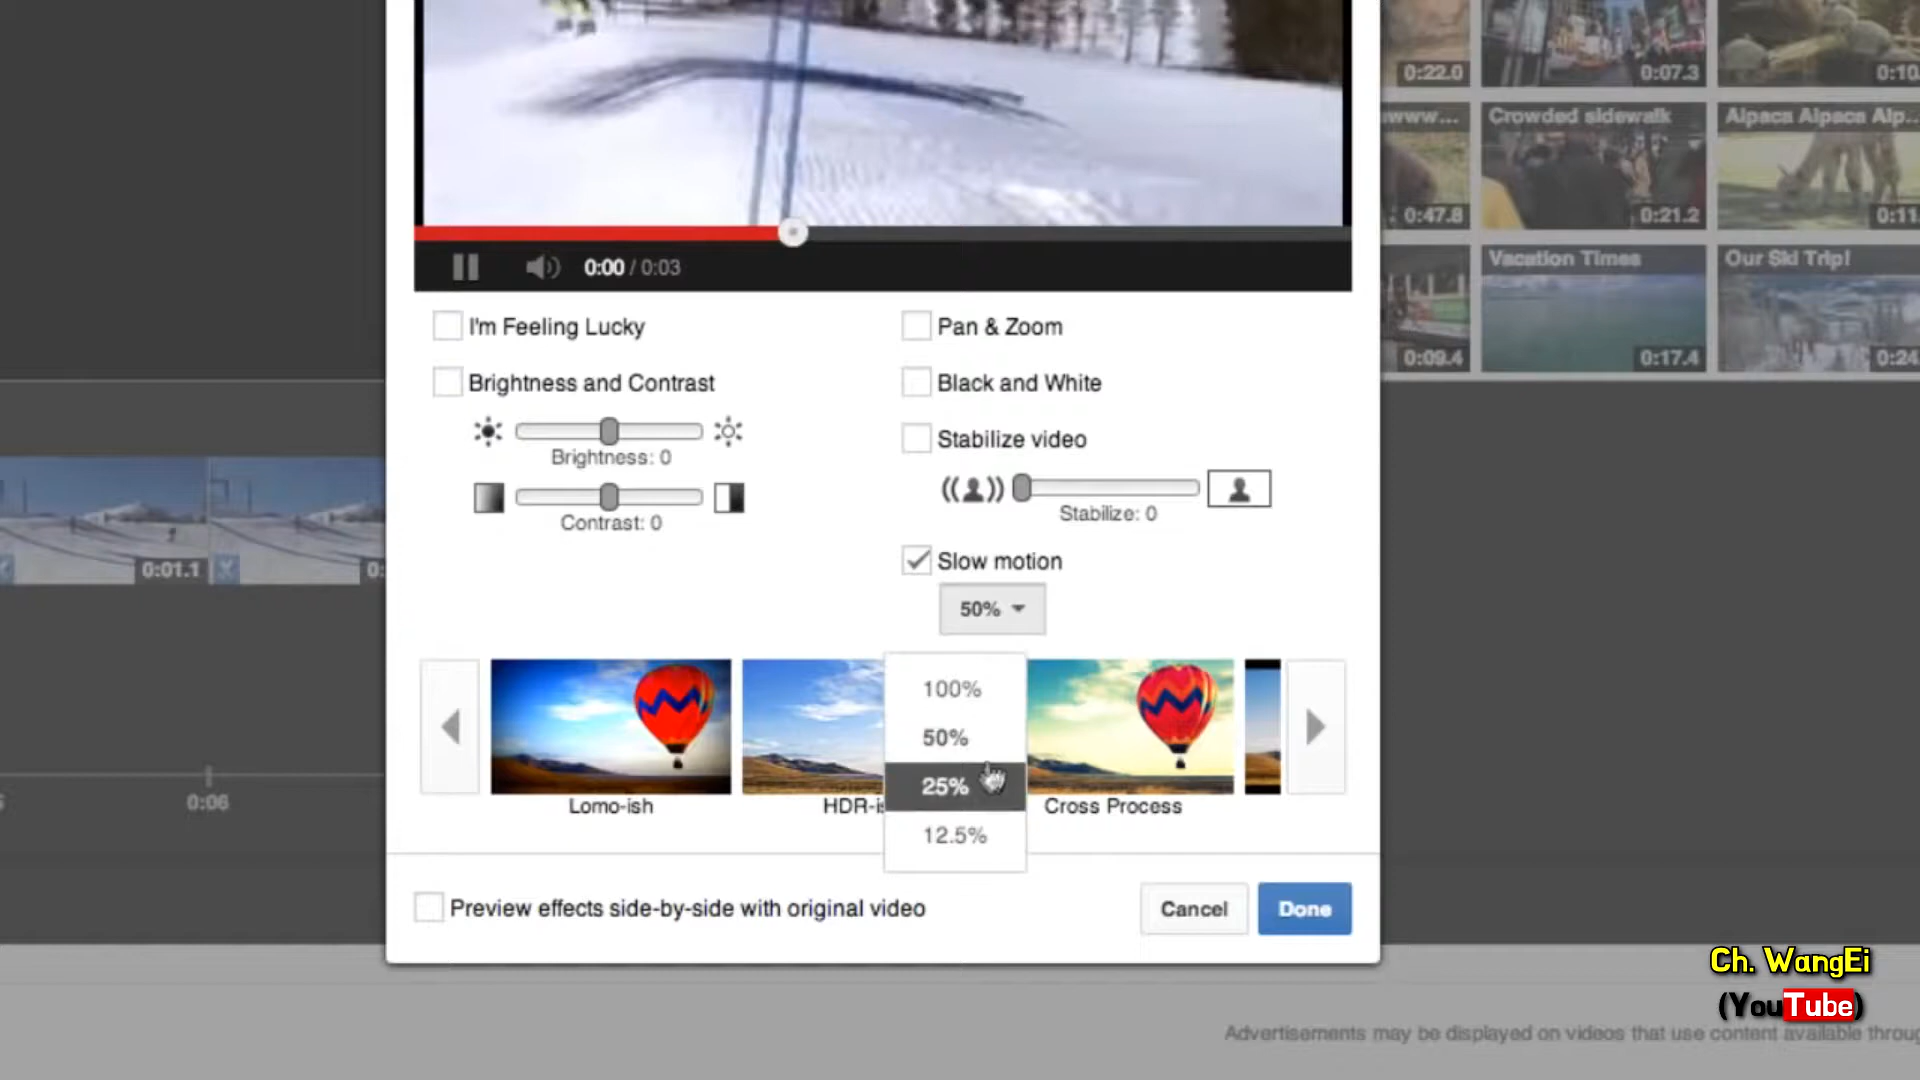 0:22.0
0:07.3
0:10
Crowded sidewalk
Alpaca Alpaca Alp...
0:47.8
0:21.2
0:11
0:00 / 0:03
Vacation Times
Our Ski Trip!
I'm Feeling Lucky
Pan & Zoom
0:09.4
0:17.4
0:24
Brightness and Contrast
Black and White
Stabilize video
Brightness: 0
Stabilize: 0
Contrast: 0
0:01.1
0:
Slow motion
50%
100%
50%
25%
12.5%
0:06
Lomo-ish
HDR-i
Cross Process
Preview effects side-by-side with original video
Cancel
Done
Ch. WangEi
(YouTube)
Advertisements may be displayed on videos that use content available throug